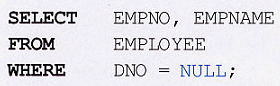 SELECT EMPNO, EMPNAME
FROM EMPLOYEE
WHERE DNO = NULL;